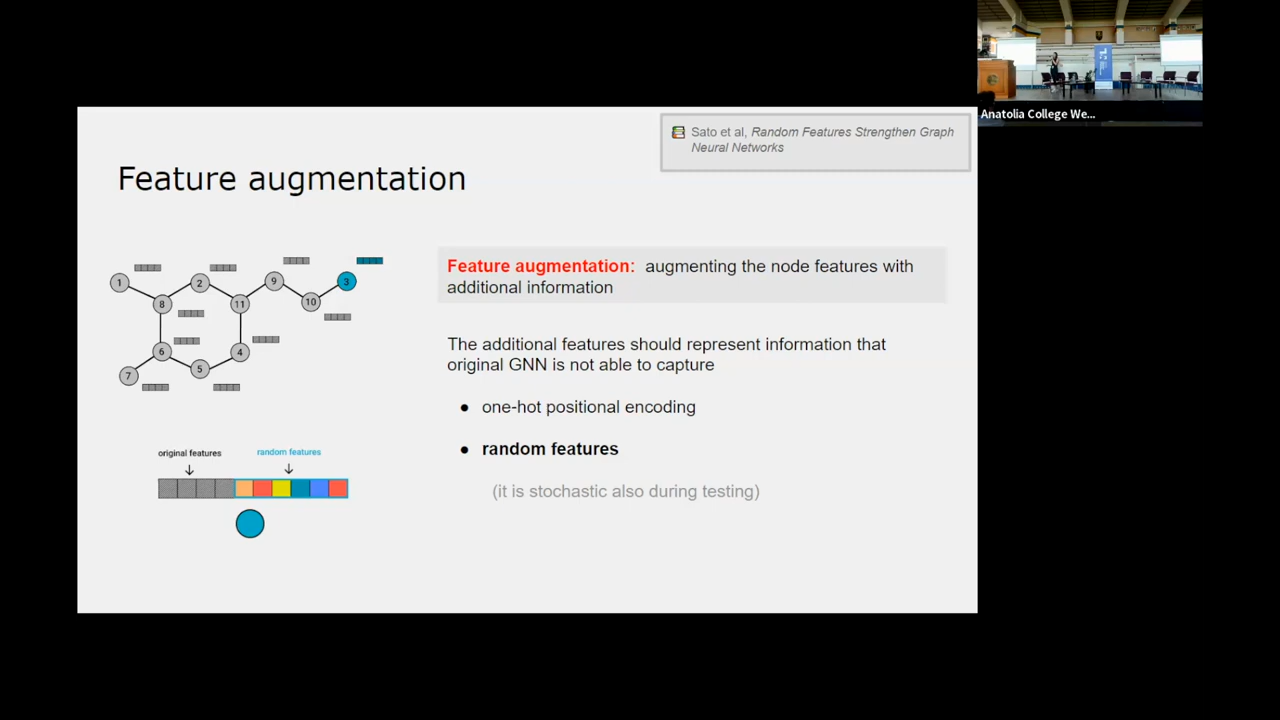 Anatolia College We...
Sato et al, Random Features Strengthen Graph
Neural Networks
Feature augmentation
1
2
9
3
8
11
10
6
4
5
7
original features
random features
Feature augmentation: augmenting the node features with
additional information
The additional features should represent information that
original GNN is not able to capture
● one-hot positional encoding
● random features
(it is stochastic also during testing)